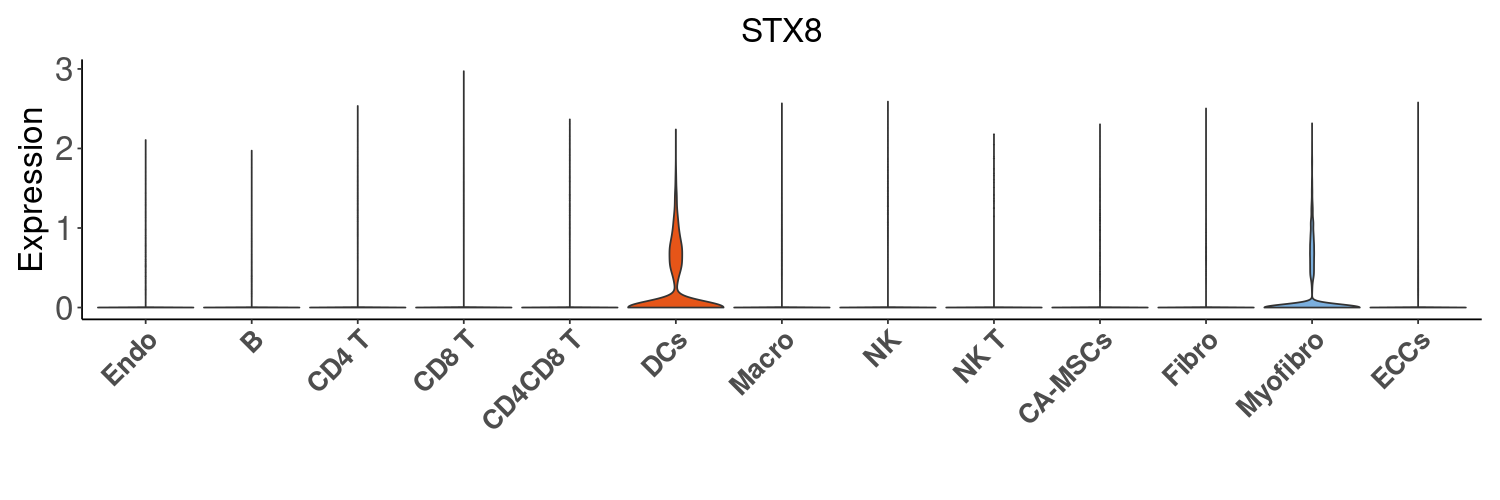 STX8
Expression
3
2
1
0
Endo
B
CD4 T
CD8 T
CD4CD8 T
DCs
Macro
NK
NK T
CA-MSCs
Fibro
Myofibro
ECCs